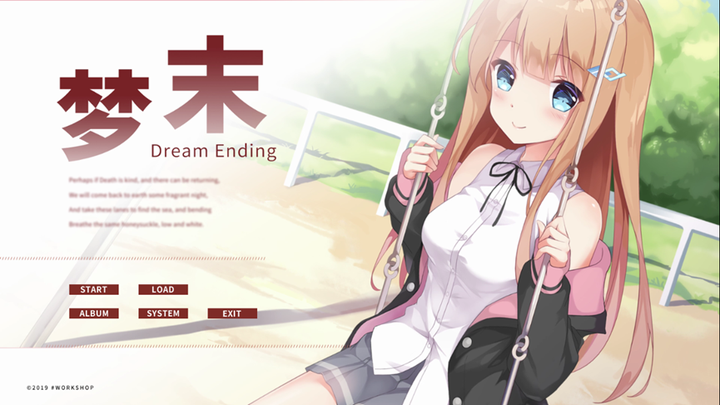 梦末
Dream Ending
Perhaps if Death is kind, and there can be returning,
We will come back to earth some fragrant night,
And take these lanes to find the sea, and bending
Breathe the same honeysuckle, low and white.
START LOAD
ALBUM SYSTEM EXIT
©2019 #WORKSHOP